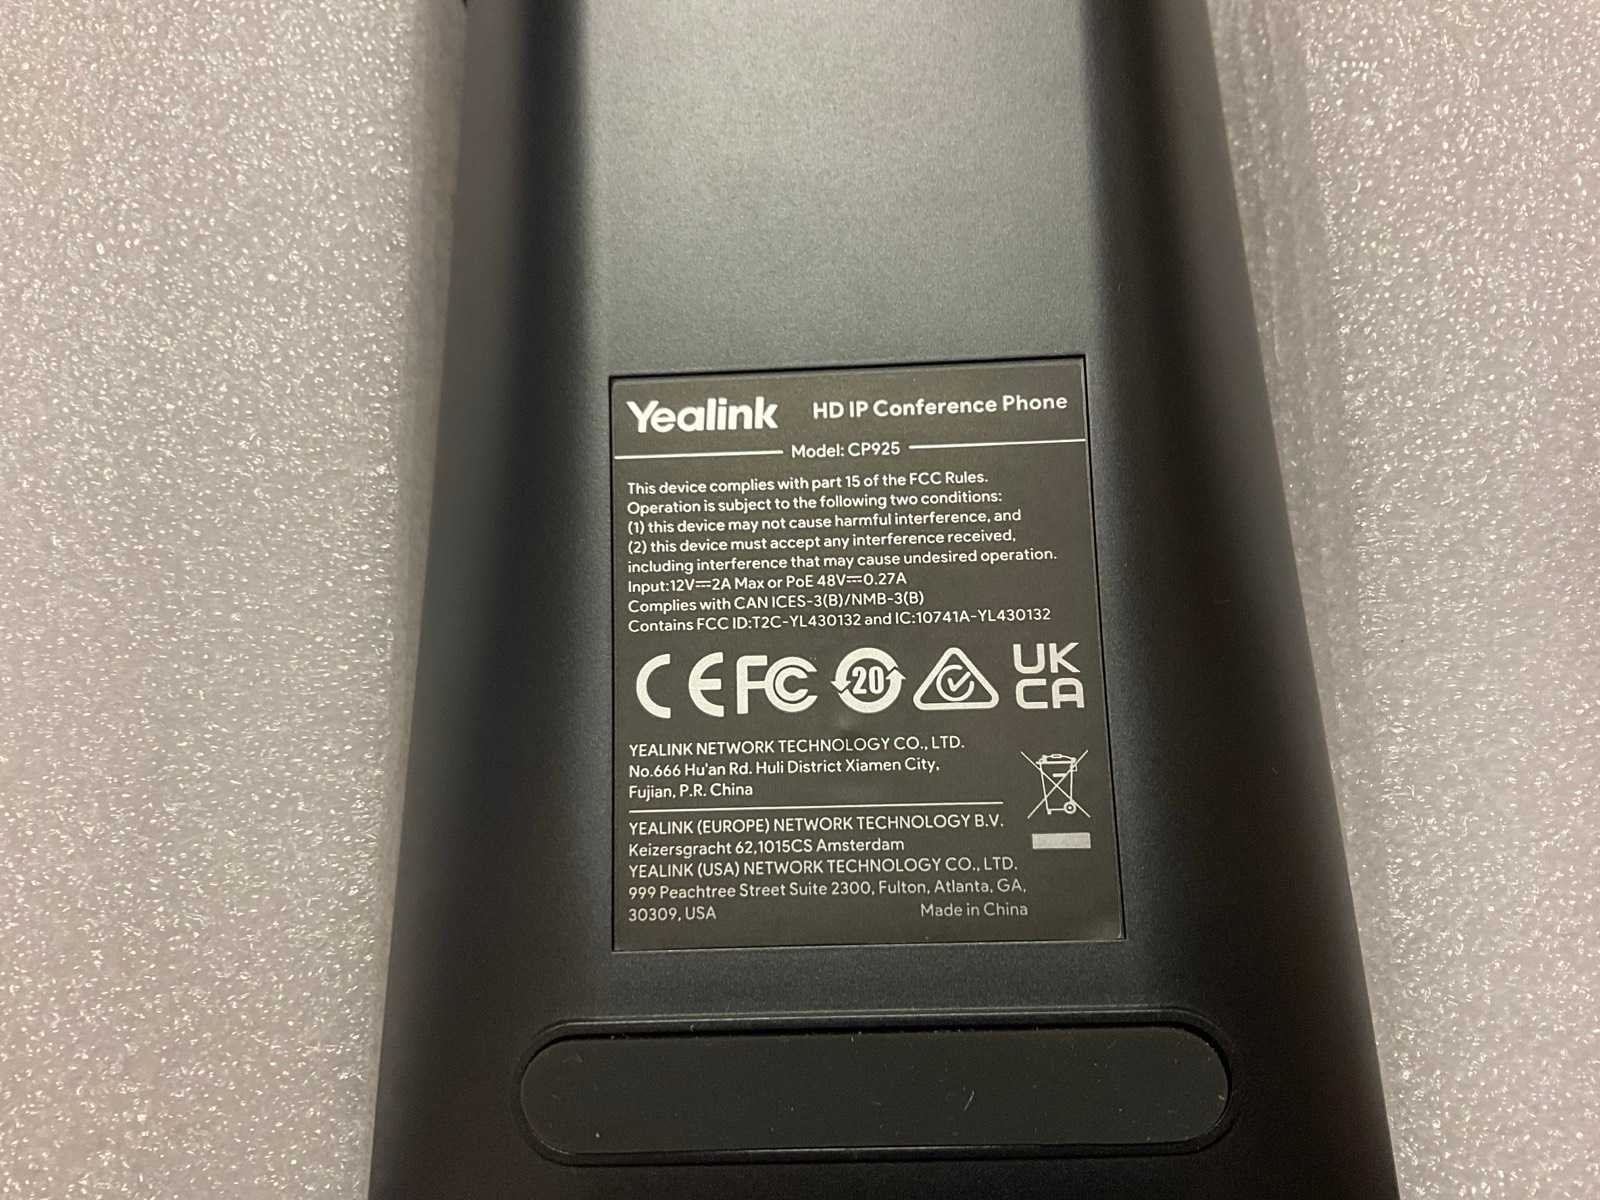 Yealink HD IP Conference Phone
Model: CP925
This device complies with part 15 of the FCC Rules.
Operation is subject to the following two conditions:
(1) this device may not cause harmful interference, and
(2) this device must accept any interference received,
including interference that may cause undesired operation.
Input:12V⎓2A Max or PoE 48V⎓0.27A
Complies with CAN ICES-3(B)/NMB-3(B)
Contains FCC ID:T2C-YL430132 and IC:10741A-YL430132
CE FC 20 UK
CA
YEALINK NETWORK TECHNOLOGY CO., LTD.
No.666 Hu'an Rd. Huli District Xiamen City,
Fujian, P.R. China
YEALINK (EUROPE) NETWORK TECHNOLOGY B.V.
Keizersgracht 62,1015CS Amsterdam
YEALINK (USA) NETWORK TECHNOLOGY CO., LTD.
999 Peachtree Street Suite 2300, Fulton, Atlanta, GA,
30309, USA Made in China